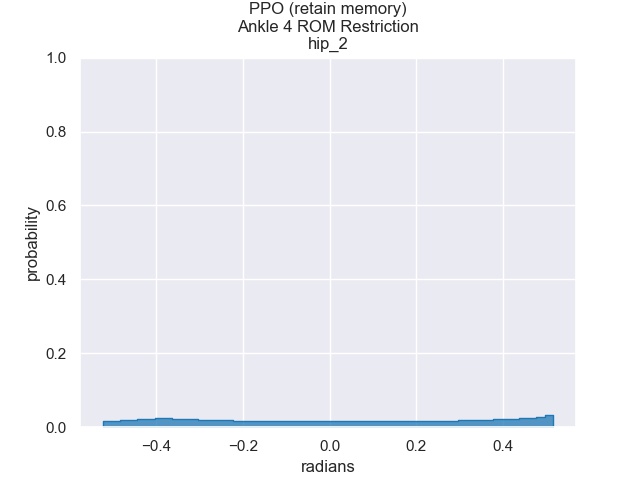 PPO (retain memory)
Ankle 4 ROM Restriction
hip_2
1.0
0.8
0.6
0.4
0.2
0.0
probability
−0.4
−0.2
0.0
0.2
0.4
radians